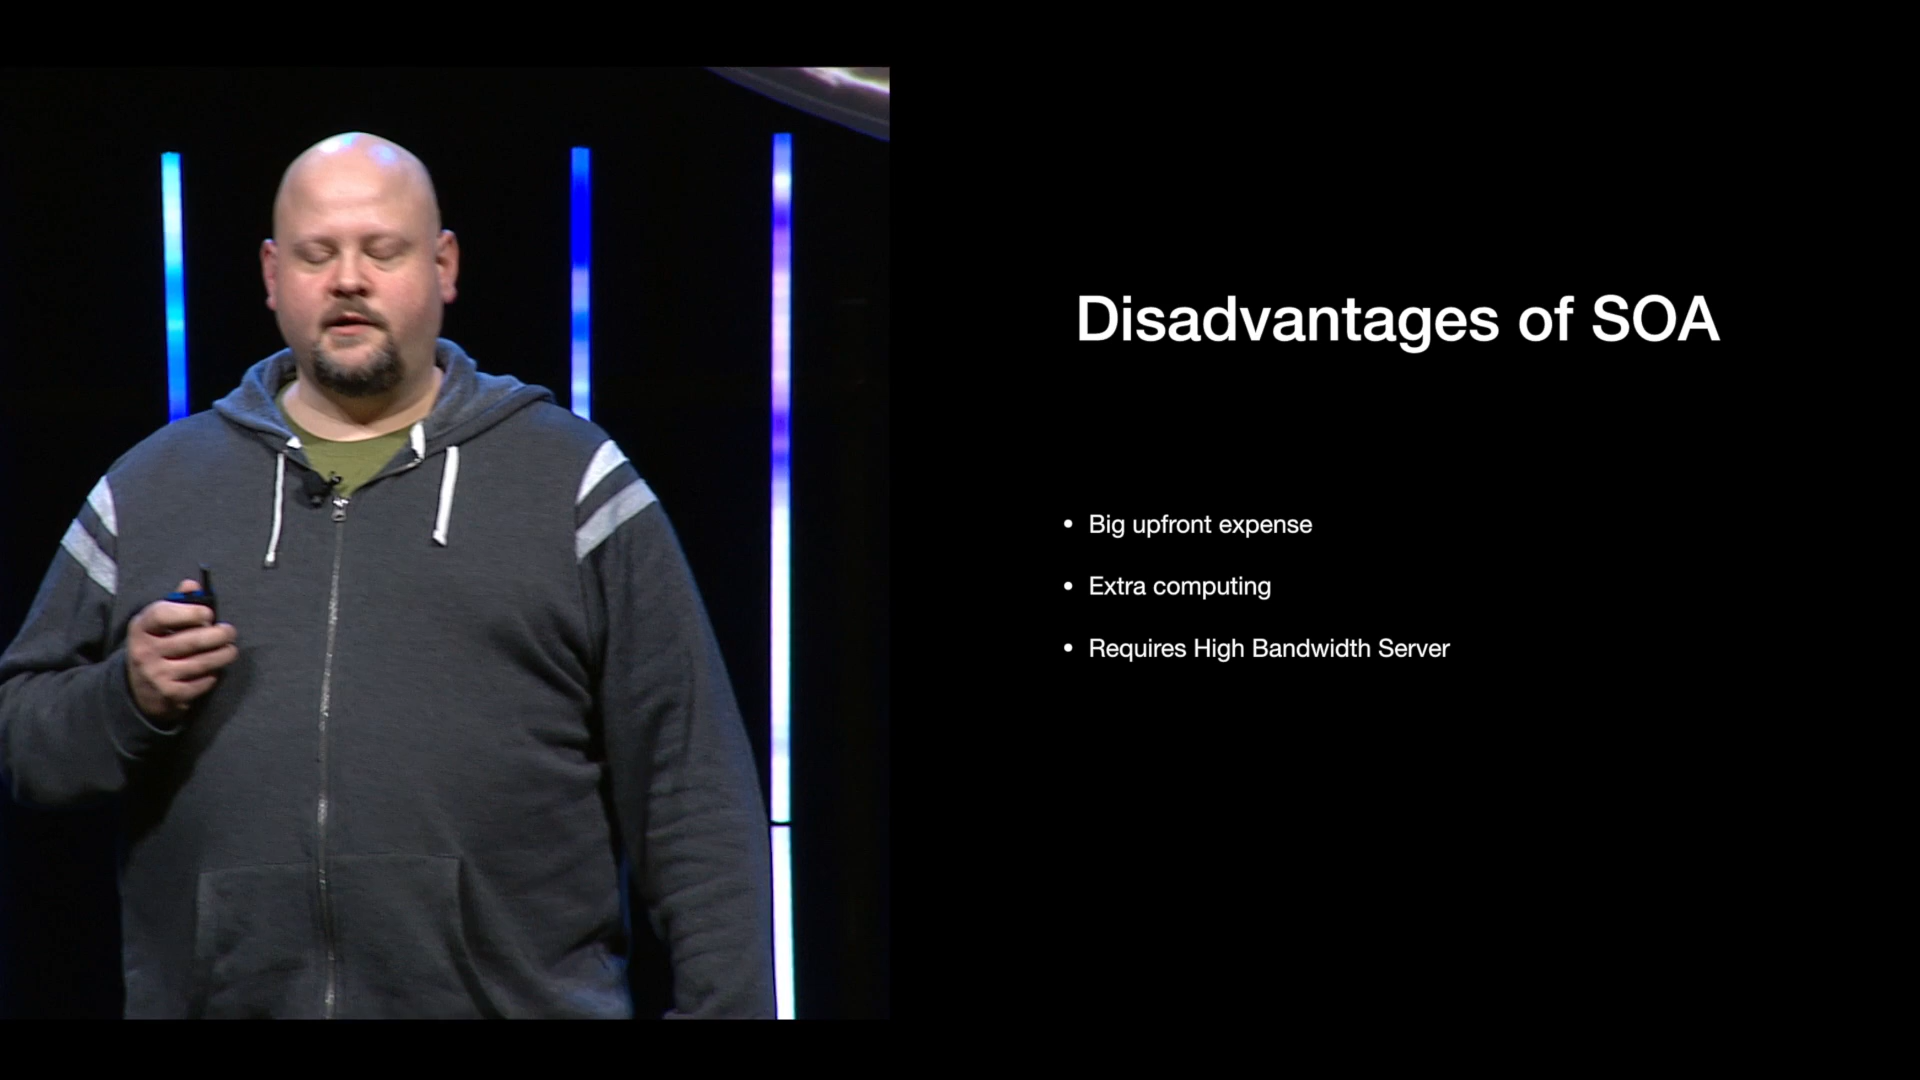 Disadvantages of SOA
• Big upfront expense
• Extra computing
• Requires High Bandwidth Server